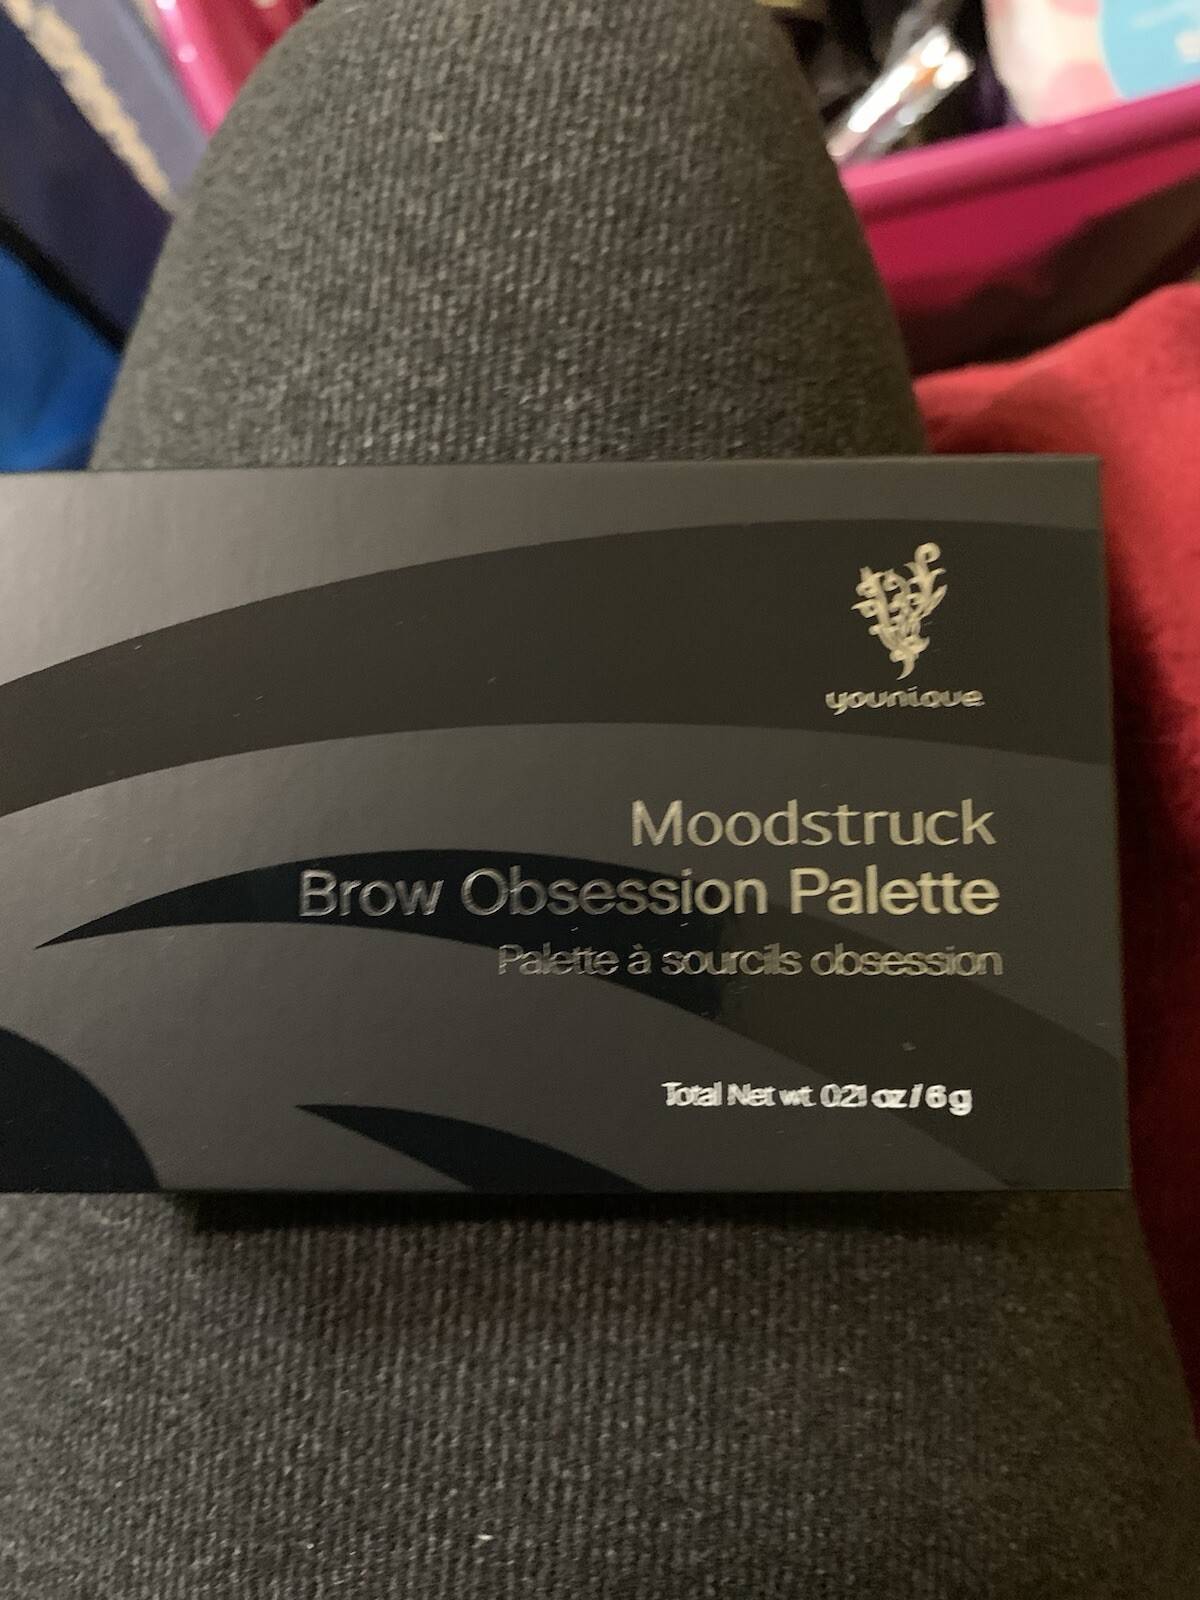 younique
Moodstruck
Brow Obsession Palette
Palette à sourcils obsession
Total Net wt. 0.21 oz / 6 g